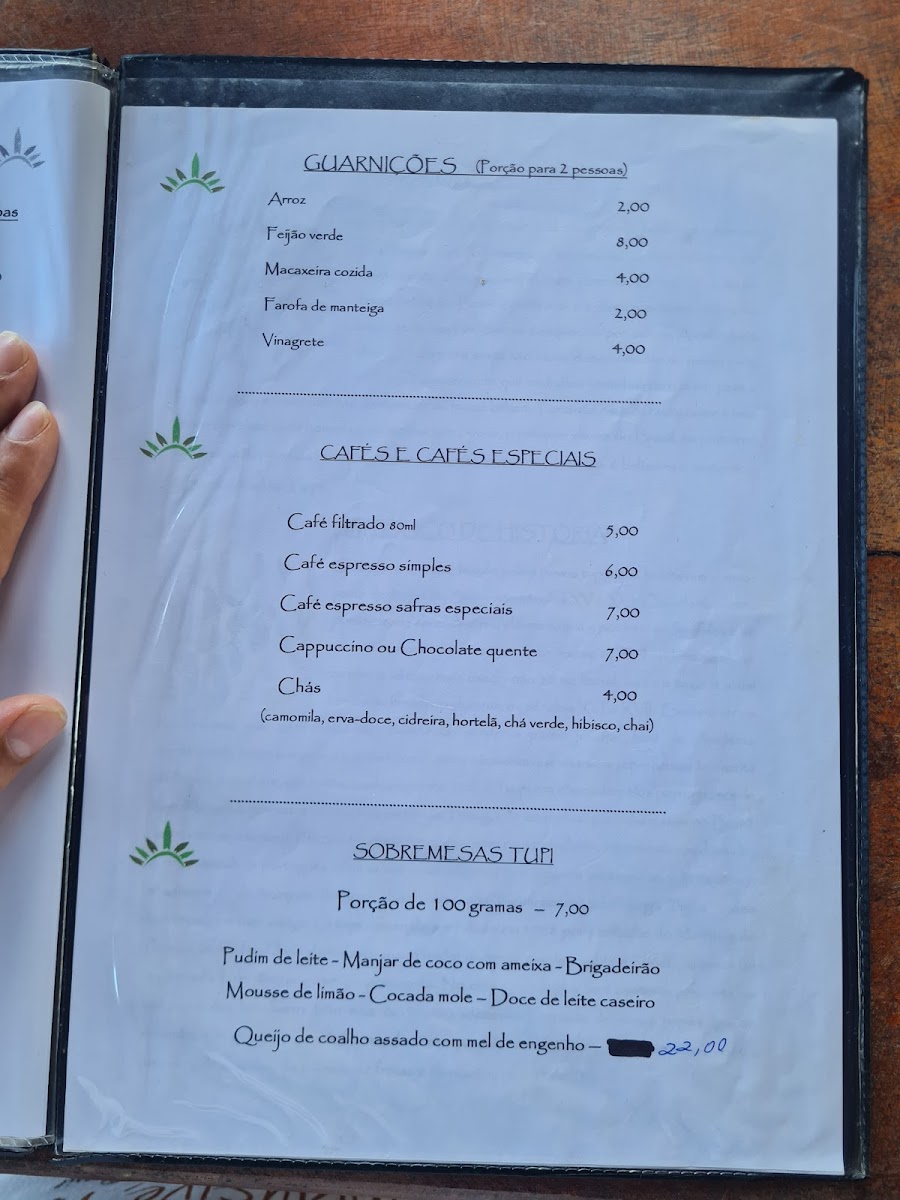 GUARNIÇÕES (Porção para 2 pessoas)
Arroz 2,00
Feijão verde 8,00
Macaxeira cozida 4,00
Farofa de manteiga 2,00
Vinagrete 4,00
CAFÉS E CAFÉS ESPECIAIS
Café filtrado 80ml 5,00
Café espresso simples 6,00
Café espresso safras especiais 7,00
Cappuccino ou Chocolate quente 7,00
Chás 4,00
(camomila, erva-doce, cidreira, hortelã, chá verde, hibisco, chai)
SOBREMESAS TUPI
Porção de 100 gramas – 7,00
Pudim de leite - Manjar de coco com ameixa - Brigadeirão
Mousse de limão - Cocada mole – Doce de leite caseiro
Queijo de coalho assado com mel de engenho – 22,00